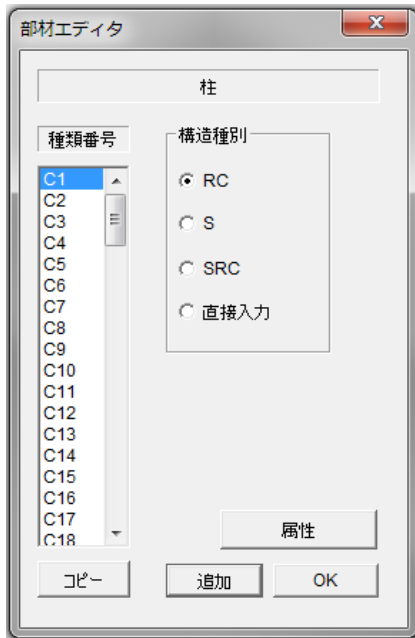 部材エディタ
柱
種類番号
構造種別
C1
C2
C3
C4
C5
C6
C7
C8
C9
C10
C11
C12
C13
C14
C15
C16
C17
C18
RC
S
SRC
直接入力
属性
コピー
追加
OK